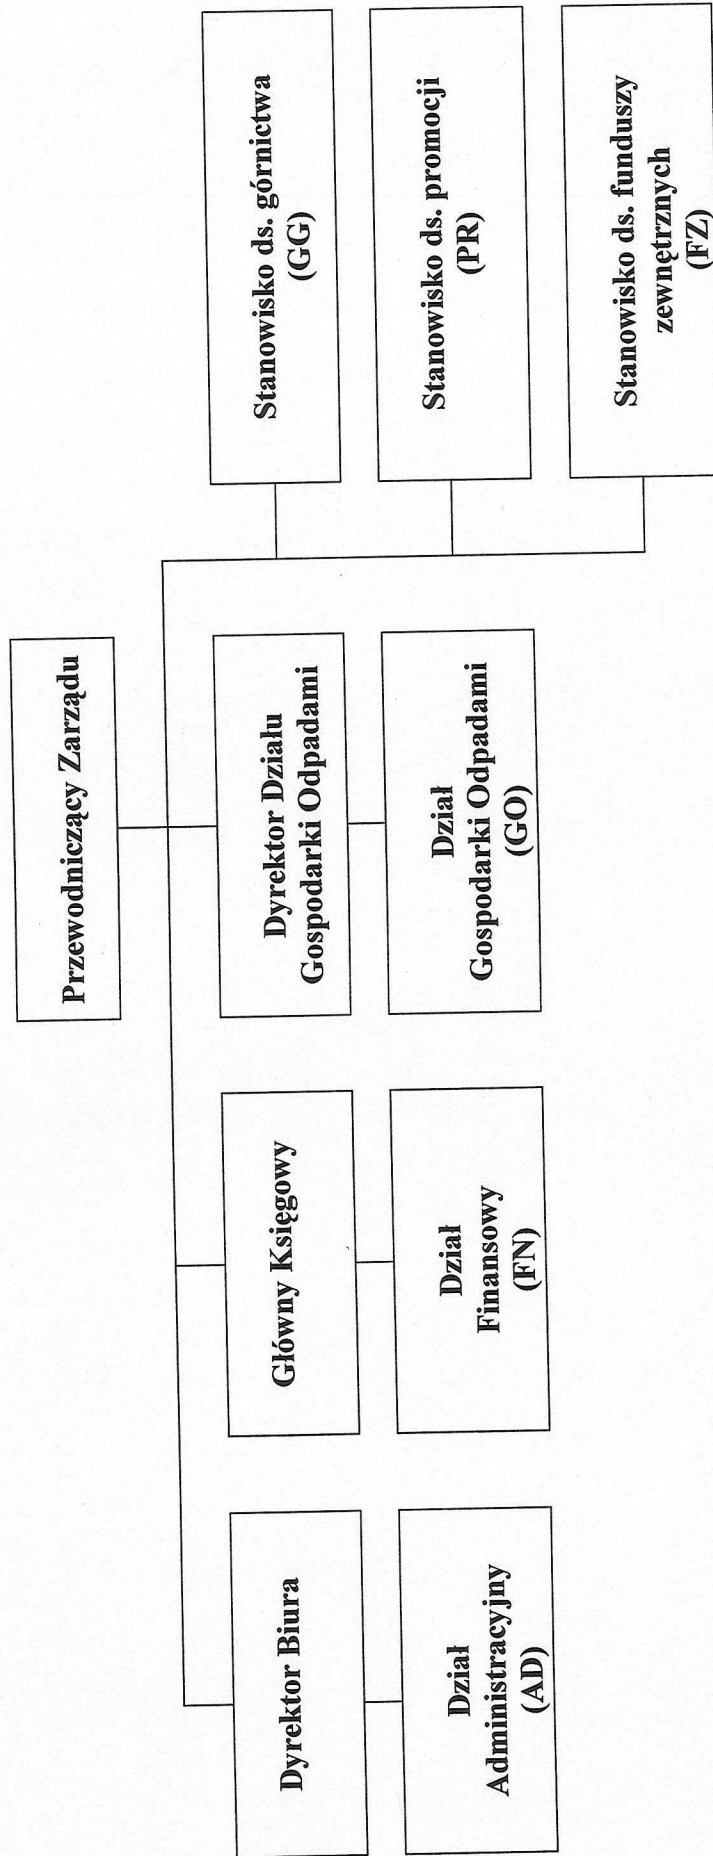 Przewodniczący Zarządu
Dyrektor Biura
Główny Księgowy
Dyrektor Działu
Gospodarki Odpadami
Stanowisko ds. górnictwa
(GG)
Dział
Administracyjny
(AD)
Dział
Finansowy
(FN)
Dział
Gospodarki Odpadami
(GO)
Stanowisko ds. promocji
(PR)
Stanowisko ds. funduszy
zewnętrznych
(FZ)